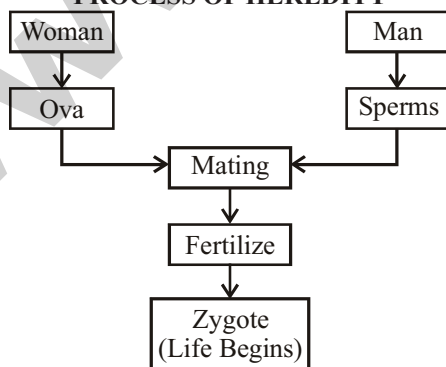 PROCESS OF HEREDITY
Woman
Man
Ova
Sperms
Mating
Fertilize
Zygote
(Life Begins)